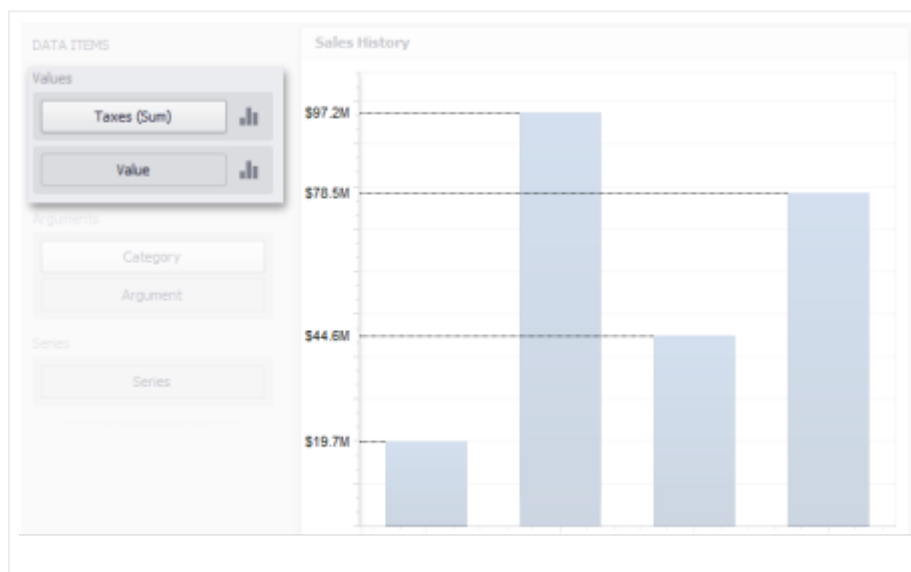 DATA ITEMS
Values
Taxes (Sum)
Value
Arguments
Category
Argument
Series
Series
Sales History
$97.2M
$78.5M
$44.6M
$19.7M